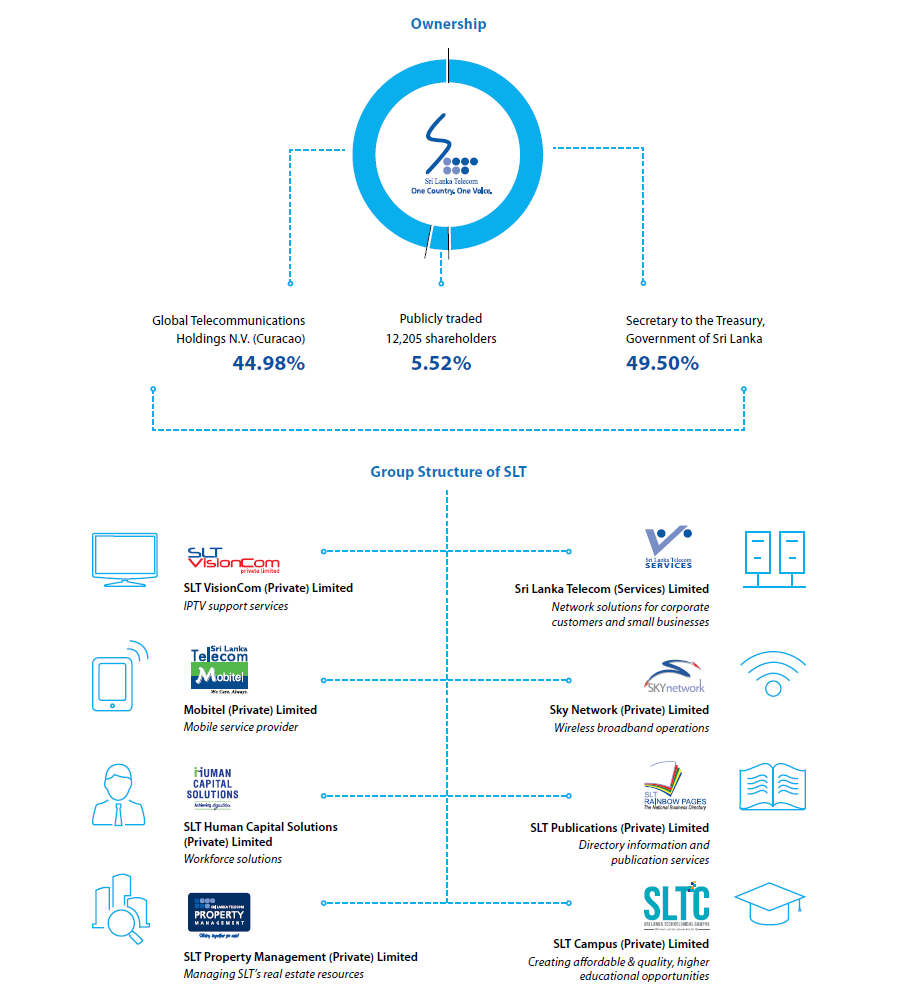 Ownership
Sri Lanka Telecom
One Country. One Voice.
Global Telecommunications
Holdings N.V. (Curacao)
44.98%
Publicly traded
12,205 shareholders
5.52%
Secretary to the Treasury,
Government of Sri Lanka
49.50%
Group Structure of SLT
SLT
VisionCom
private limited
SLT VisionCom (Private) Limited
IPTV support services
Sri Lanka Telecom
SERVICES
Sri Lanka Telecom (Services) Limited
Network solutions for corporate
customers and small businesses
Sri Lanka
Telecom
Mobitel
We Care. Always.
Mobitel (Private) Limited
Mobile service provider
SKYnetwork
Sky Network (Private) Limited
Wireless broadband operations
HUMAN
CAPITAL
SOLUTIONS
SLT Human Capital Solutions
(Private) Limited
Workforce solutions
SLT
RAINBOW PAGES
The National Business Directory
SLT Publications (Private) Limited
Directory information and
publication services
SRI LANKA TELECOM
PROPERTY
MANAGEMENT
SLT Property Management (Private) Limited
Managing SLT's real estate resources
SLTC
SRI LANKA TECHNOLOGICAL CAMPUS
SLT Campus (Private) Limited
Creating affordable & quality, higher
educational opportunities